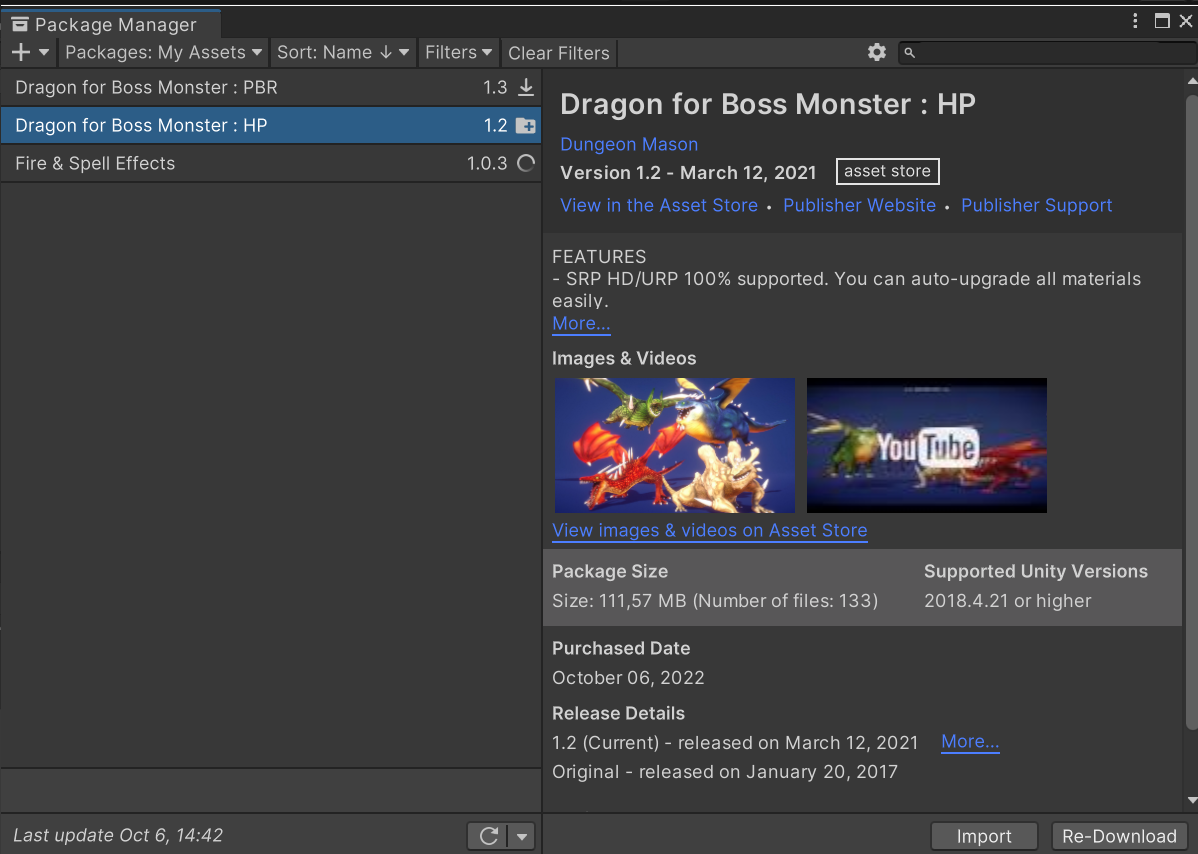 Package Manager
Packages: My Assets
Sort: Name ↓
Filters
Clear Filters
Dragon for Boss Monster : PBR 1.3
Dragon for Boss Monster : HP 1.2
Fire & Spell Effects 1.0.3
Dragon for Boss Monster : HP
Dungeon Mason
Version 1.2 - March 12, 2021 asset store
View in the Asset Store • Publisher Website • Publisher Support
FEATURES
- SRP HD/URP 100% supported. You can auto-upgrade all materials
easily.
More...
Images & Videos
YouTube
View images & videos on Asset Store
Package Size
Size: 111,57 MB (Number of files: 133)
Supported Unity Versions
2018.4.21 or higher
Purchased Date
October 06, 2022
Release Details
1.2 (Current) - released on March 12, 2021 More...
Original - released on January 20, 2017
Last update Oct 6, 14:42
Import
Re-Download